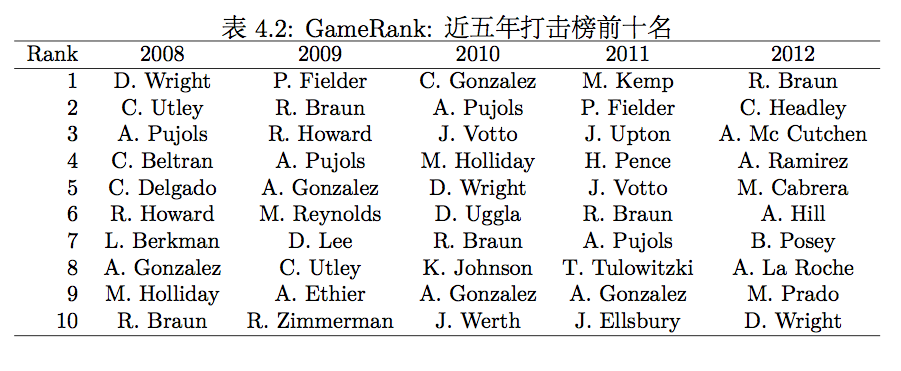 表 4.2: GameRank: 近五年打击榜前十名
Rank 2008 2009 2010 2011 2012
1 D. Wright P. Fielder C. Gonzalez M. Kemp R. Braun
2 C. Utley R. Braun A. Pujols P. Fielder C. Headley
3 A. Pujols R. Howard J. Votto J. Upton A. Mc Cutchen
4 C. Beltran A. Pujols M. Holliday H. Pence A. Ramirez
5 C. Delgado A. Gonzalez D. Wright J. Votto M. Cabrera
6 R. Howard M. Reynolds D. Uggla R. Braun A. Hill
7 L. Berkman D. Lee R. Braun A. Pujols B. Posey
8 A. Gonzalez C. Utley K. Johnson T. Tulowitzki A. La Roche
9 M. Holliday A. Ethier A. Gonzalez A. Gonzalez M. Prado
10 R. Braun R. Zimmerman J. Werth J. Ellsbury D. Wright